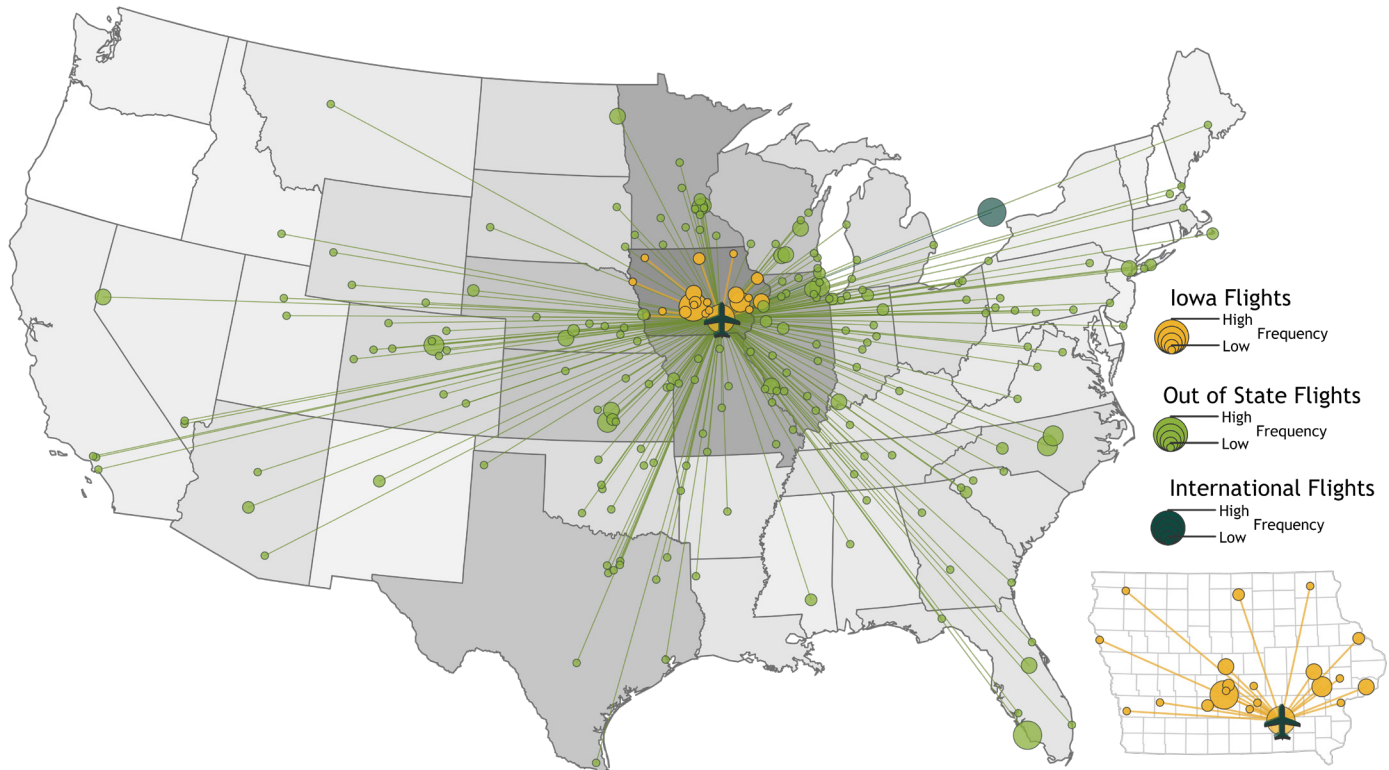 Iowa Flights
High
Frequency
Low
Out of State Flights
High
Frequency
Low
International Flights
High
Frequency
Low